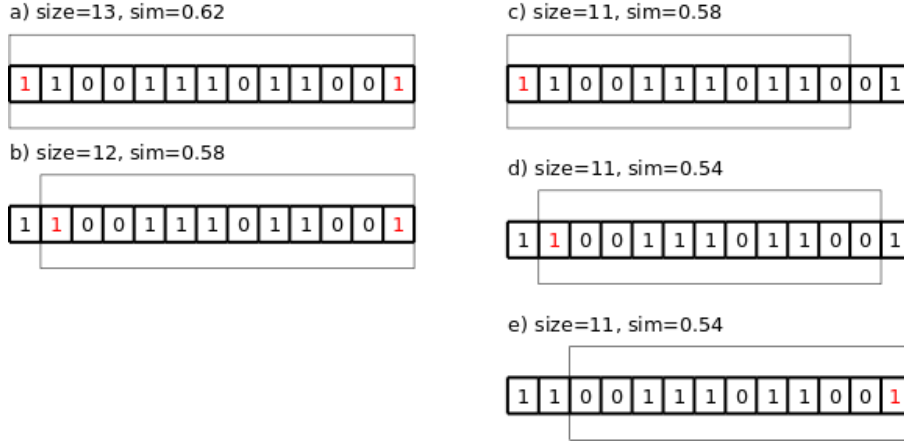 a) size=13, sim=0.62
1 1 0 0 1 1 1 0 1 1 0 0 1
b) size=12, sim=0.58
1 1 0 0 1 1 1 0 1 1 0 0 1
c) size=11, sim=0.58
1 1 0 0 1 1 1 0 1 1 0 0 1
d) size=11, sim=0.54
1 1 0 0 1 1 1 0 1 1 0 0 1
e) size=11, sim=0.54
1 1 0 0 1 1 1 0 1 1 0 0 1